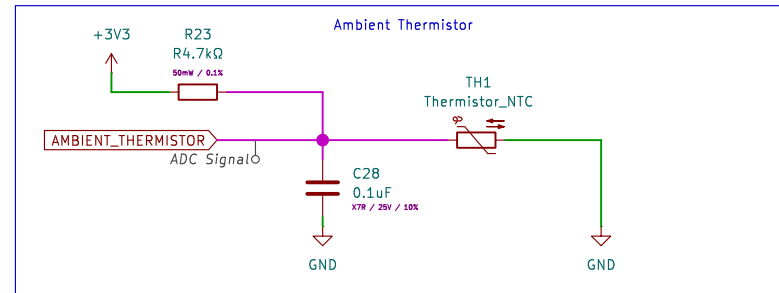 Ambient Thermistor
+3V3
R23
R4.7kΩ
50mW / 0.1%
TH1
Thermistor_NTC
AMBIENT_THERMISTOR
ADC Signal
C28
0.1uF
X7R / 25V / 10%
GND
GND